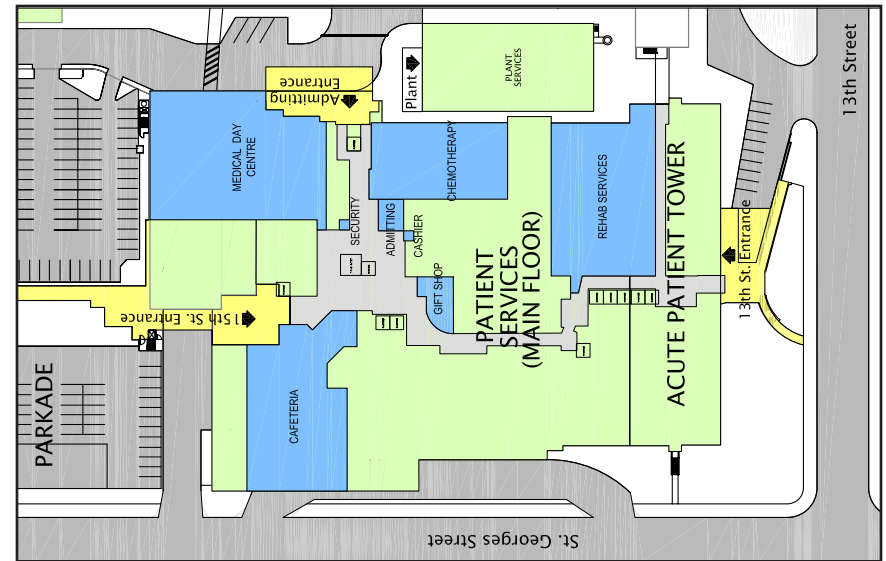 13th Street
PLANT
SERVICES
Plant
Admitting
Entrance
MEDICAL DAY
CENTRE
CHEMOTHERAPY
REHAB SERVICES
ACUTE PATIENT TOWER
13th St. Entrance
SECURITY
ADMITTING
CASHIER
GIFT SHOP
PATIENT
SERVICES
(MAIN FLOOR)
15th St. Entrance
CAFETERIA
PARKADE
St. Georges Street